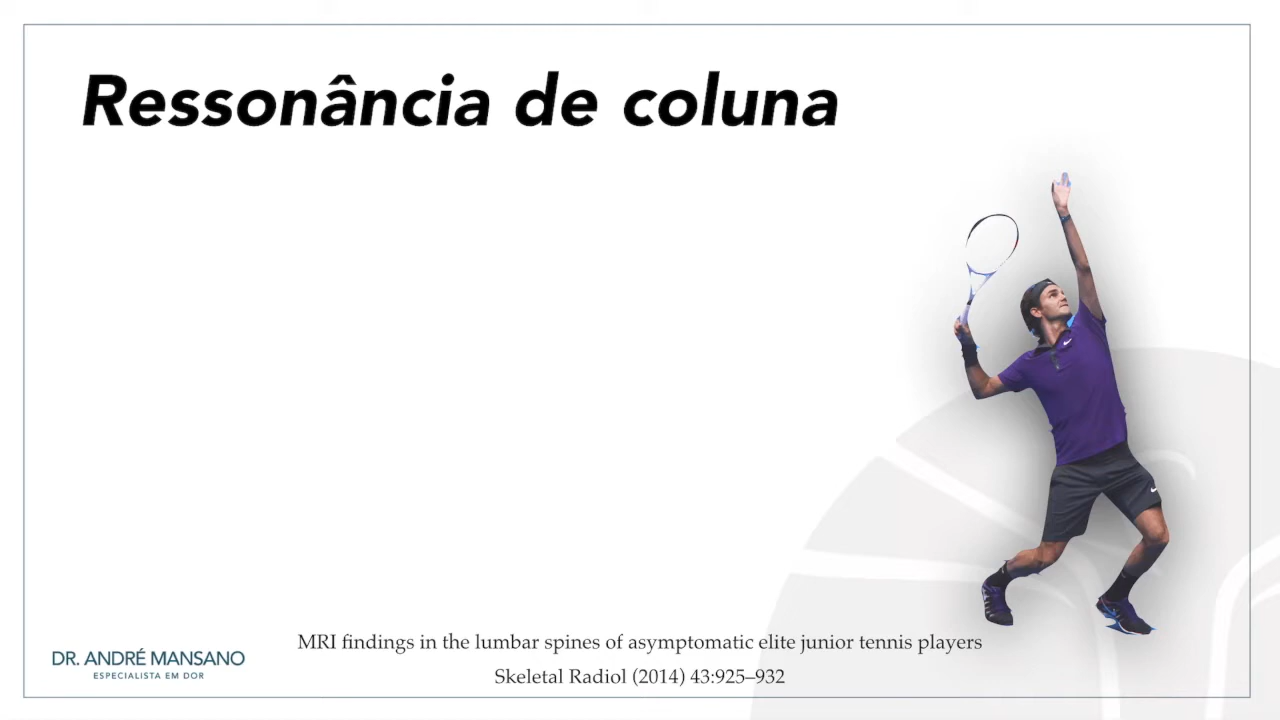 Ressonância de coluna
MRI findings in the lumbar spines of asymptomatic elite junior tennis players
Skeletal Radiol (2014) 43:925–932
DR. ANDRÉ MANSANO
ESPECIALISTA EM DOR